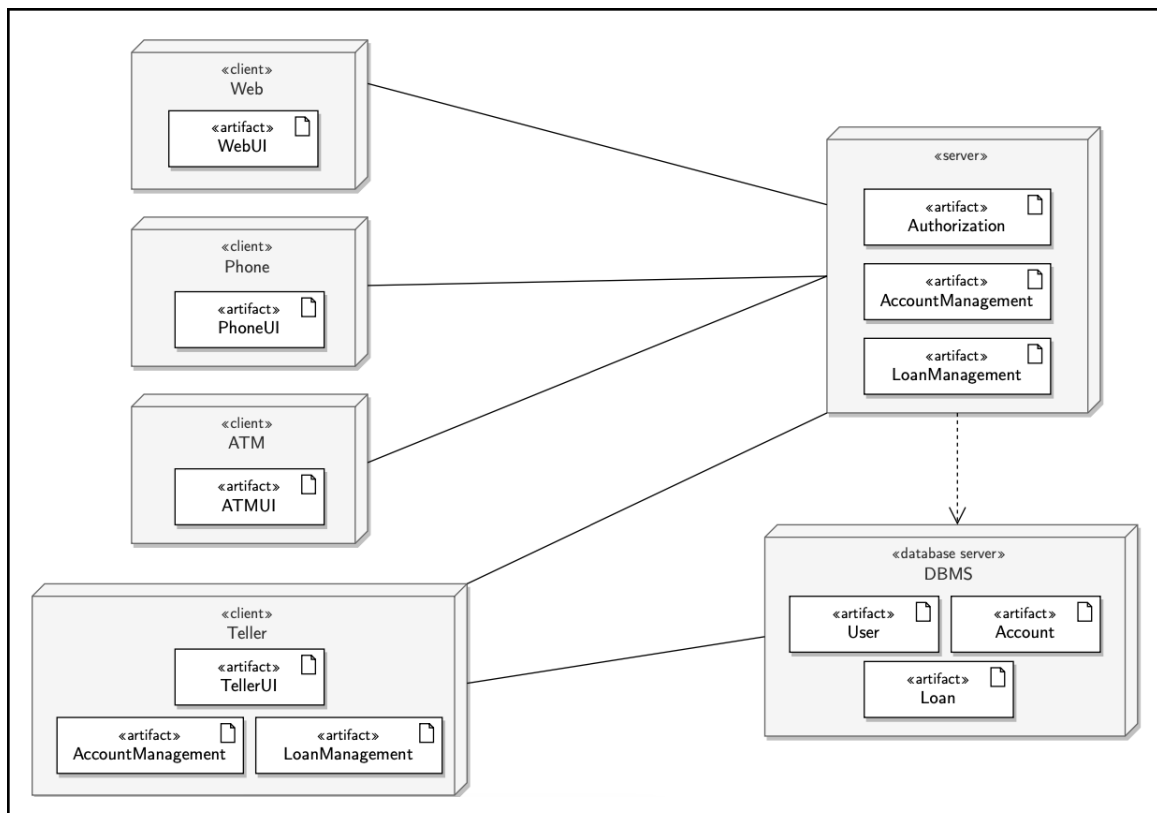 «client»
Web
«artifact»
WebUI
«client»
Phone
«artifact»
PhoneUI
«client»
ATM
«artifact»
ATMUI
«client»
Teller
«artifact»
TellerUI
«artifact»
AccountManagement
«artifact»
LoanManagement
«server»
«artifact»
Authorization
«artifact»
AccountManagement
«artifact»
LoanManagement
«database server»
DBMS
«artifact»
User
«artifact»
Account
«artifact»
Loan